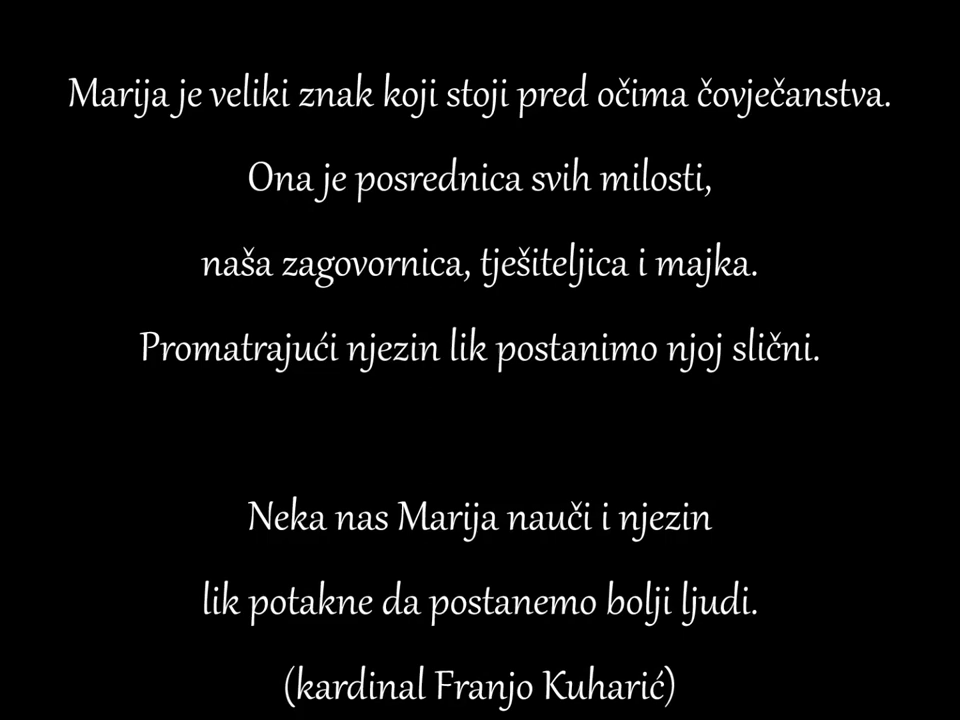 Marija je veliki znak koji stoji pred očima čovječanstva.
Ona je posrednica svih milosti,
naša zagovornica, tješiteljica i majka.
Promatrajući njezin lik postanimo njoj slični.
Neka nas Marija nauči i njezin
lik potakne da postanemo bolji ljudi.
(kardinal Franjo Kuharić)